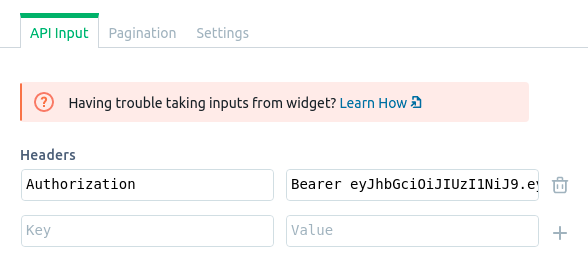 API Input Pagination Settings
Having trouble taking inputs from widget? Learn How
Headers
Authorization Bearer eyJhbGciOiJIUzI1NiJ9.ey
Key Value